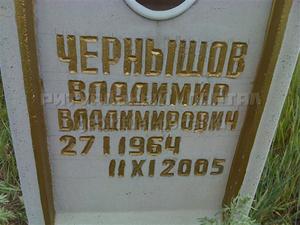 ЧЕРНЫШОВ
ВЛАДИМИР
ВЛАДИМИРОВИЧ
27 I 1964
11 XI 2005